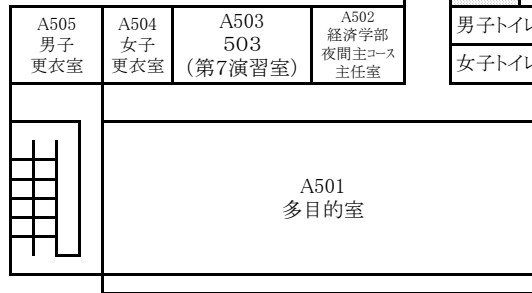 A505
男子
更衣室
A504
女子
更衣室
A503
503
(第7演習室)
A502
経済学部
夜間主コース
主任室
男子トイレ
女子トイレ
A501
多目的室